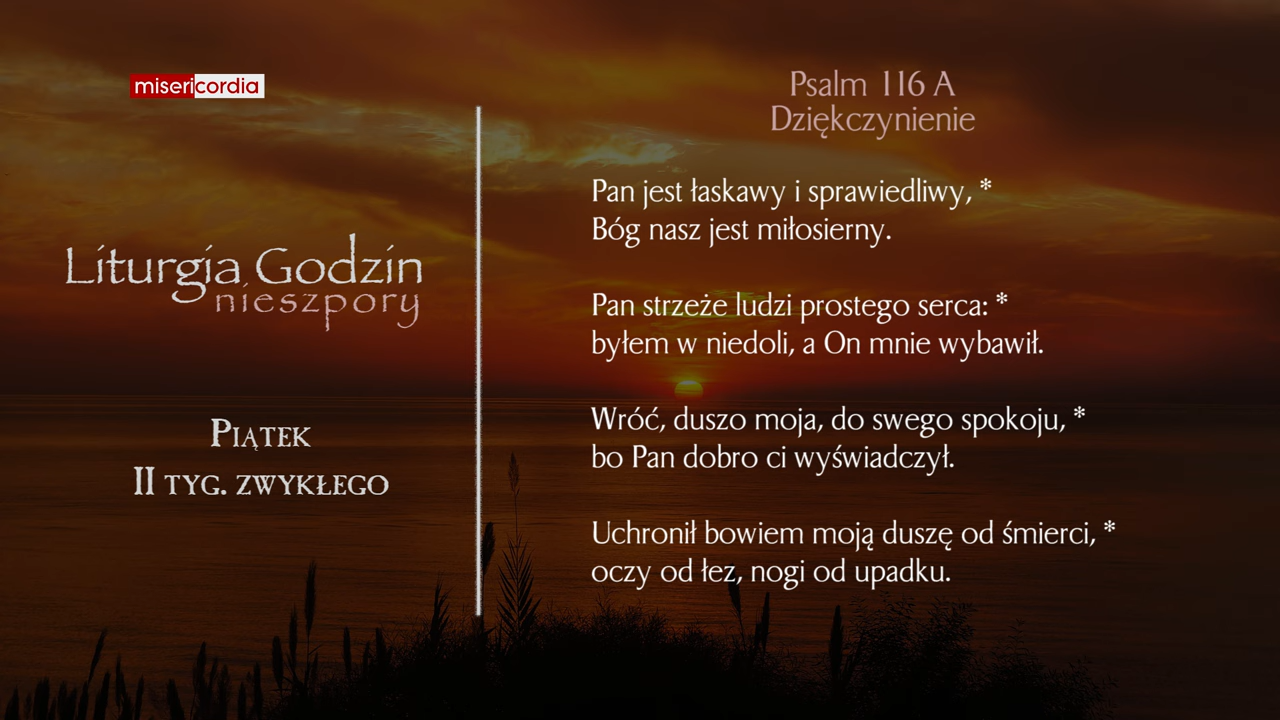 misericordia
Liturgia Godzin
nieszpory
Piątek
II tyg. zwykłego
Psalm 116 A
Dziękczynienie
Pan jest łaskawy i sprawiedliwy, *
Bóg nasz jest miłosierny.
Pan strzeże ludzi prostego serca: *
byłem w niedoli, a On mnie wybawił.
Wróć, duszo moja, do swego spokoju, *
bo Pan dobro ci wyświadczył.
Uchronił bowiem moją duszę od śmierci, *
oczy od łez, nogi od upadku.